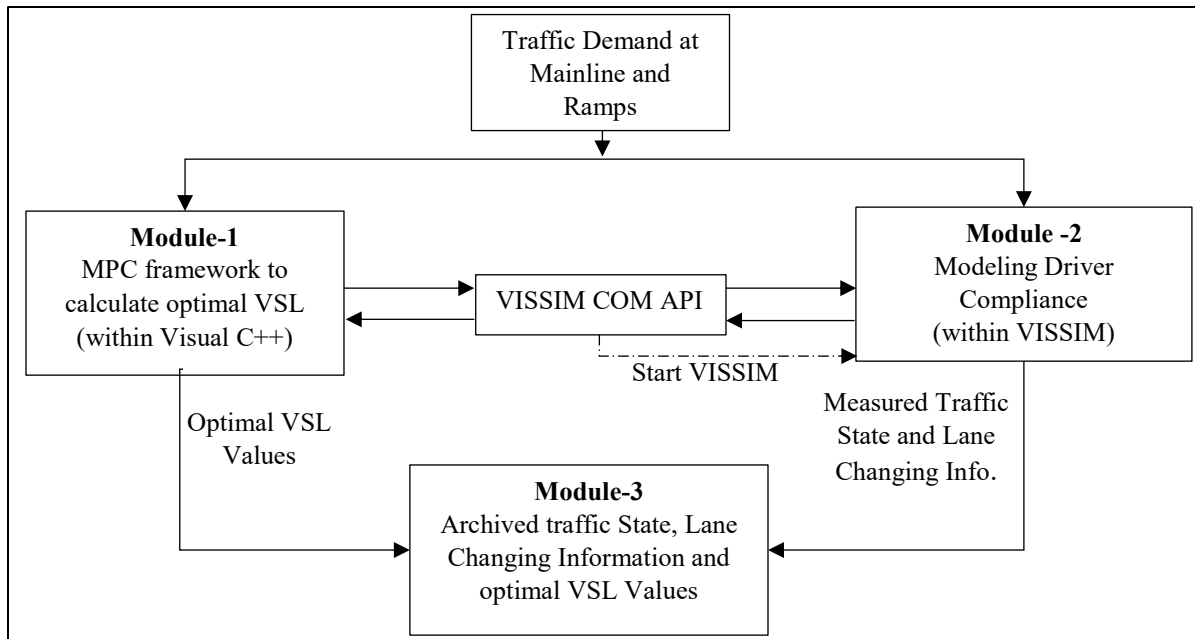 Traffic Demand at
Mainline and
Ramps
Module-1
MPC framework to
calculate optimal VSL
(within Visual C++)
VISSIM COM API
Module -2
Modeling Driver
Compliance
(within VISSIM)
Start VISSIM
Optimal VSL
Values
Measured Traffic
State and Lane
Changing Info.
Module-3
Archived traffic State, Lane
Changing Information and
optimal VSL Values